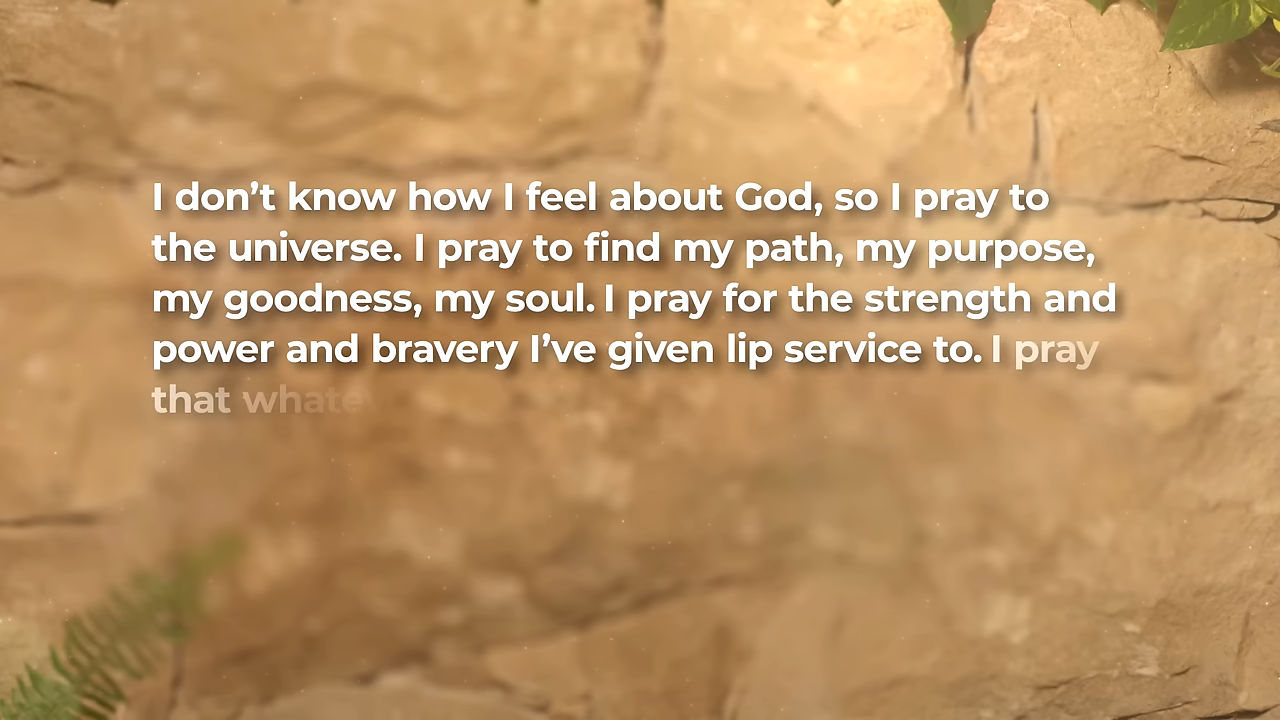 I don’t know how I feel about God, so I pray to
the universe. I pray to find my path, my purpose,
my goodness, my soul. I pray for the strength and
power and bravery I’ve given lip service to. I pray
that whate